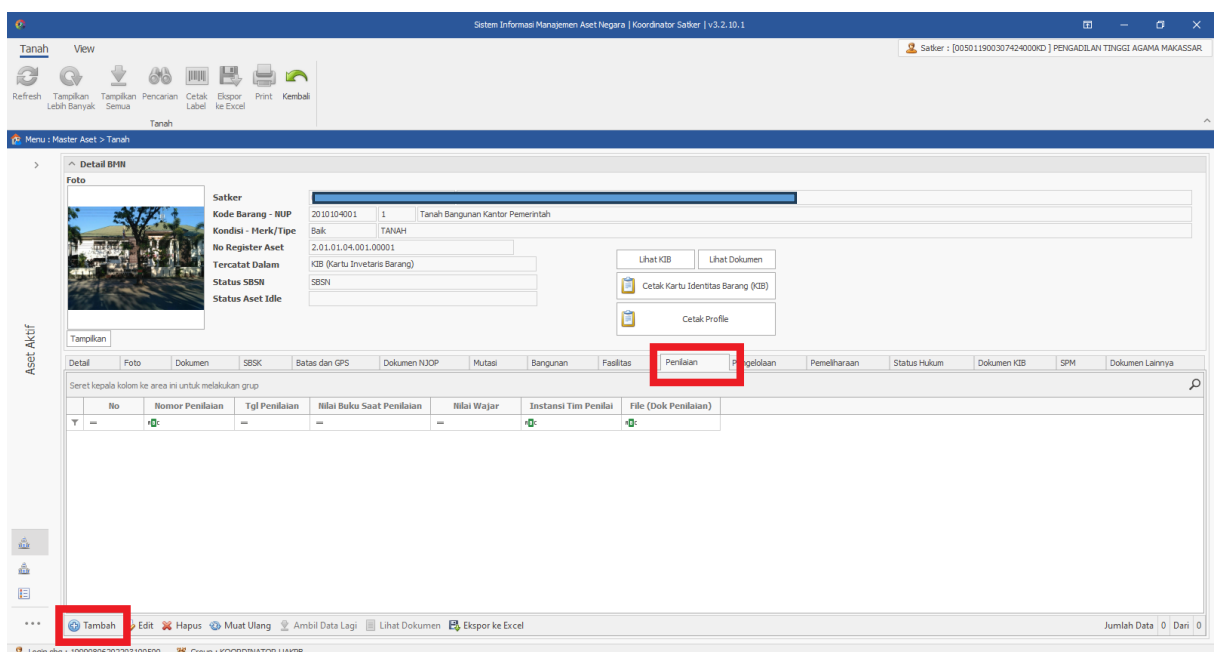 Sistem Informasi Manajemen Aset Negara | Koordinator Satker | v3.2.10.1
Tanah View
Satker : [005011900307424000KD ] PENGADILAN TINGGI AGAMA MAKASSAR
Refresh Tampilkan Lebih Banyak Tampilkan Semua Pencarian Cetak Label Ekspor ke Excel Print Kembali
Tanah
Menu : Master Aset > Tanah
Detail BMN
Foto
Satker
Kode Barang - NUP 2010104001 1 Tanah Bangunan Kantor Pemerintah
Kondisi - Merk/Tipe Baik TANAH
No Register Aset 2.01.01.04.001.00001
Tercatat Dalam KIB (Kartu Invetaris Barang)
Status SBSN SBSN
Status Aset Idle
Lihat KIB Lihat Dokumen
Cetak Kartu Identitas Barang (KIB)
Cetak Profile
Tampilkan
Aset Aktif
Detail Foto Dokumen SBSK Batas dan GPS Dokumen NJOP Mutasi Bangunan Fasilitas Penilaian Pengelolaan Pemeliharaan Status Hukum Dokumen KIB SPM Dokumen Lainnya
Seret kepala kolom ke area ini untuk melakukan grup
No Nomor Penilaian Tgl Penilaian Nilai Buku Saat Penilaian Nilai Wajar Instansi Tim Penilai File (Dok Penilaian)
Tambah Edit Hapus Muat Ulang Ambil Data Lagi Lihat Dokumen Ekspor ke Excel Jumlah Data 0 Dari 0